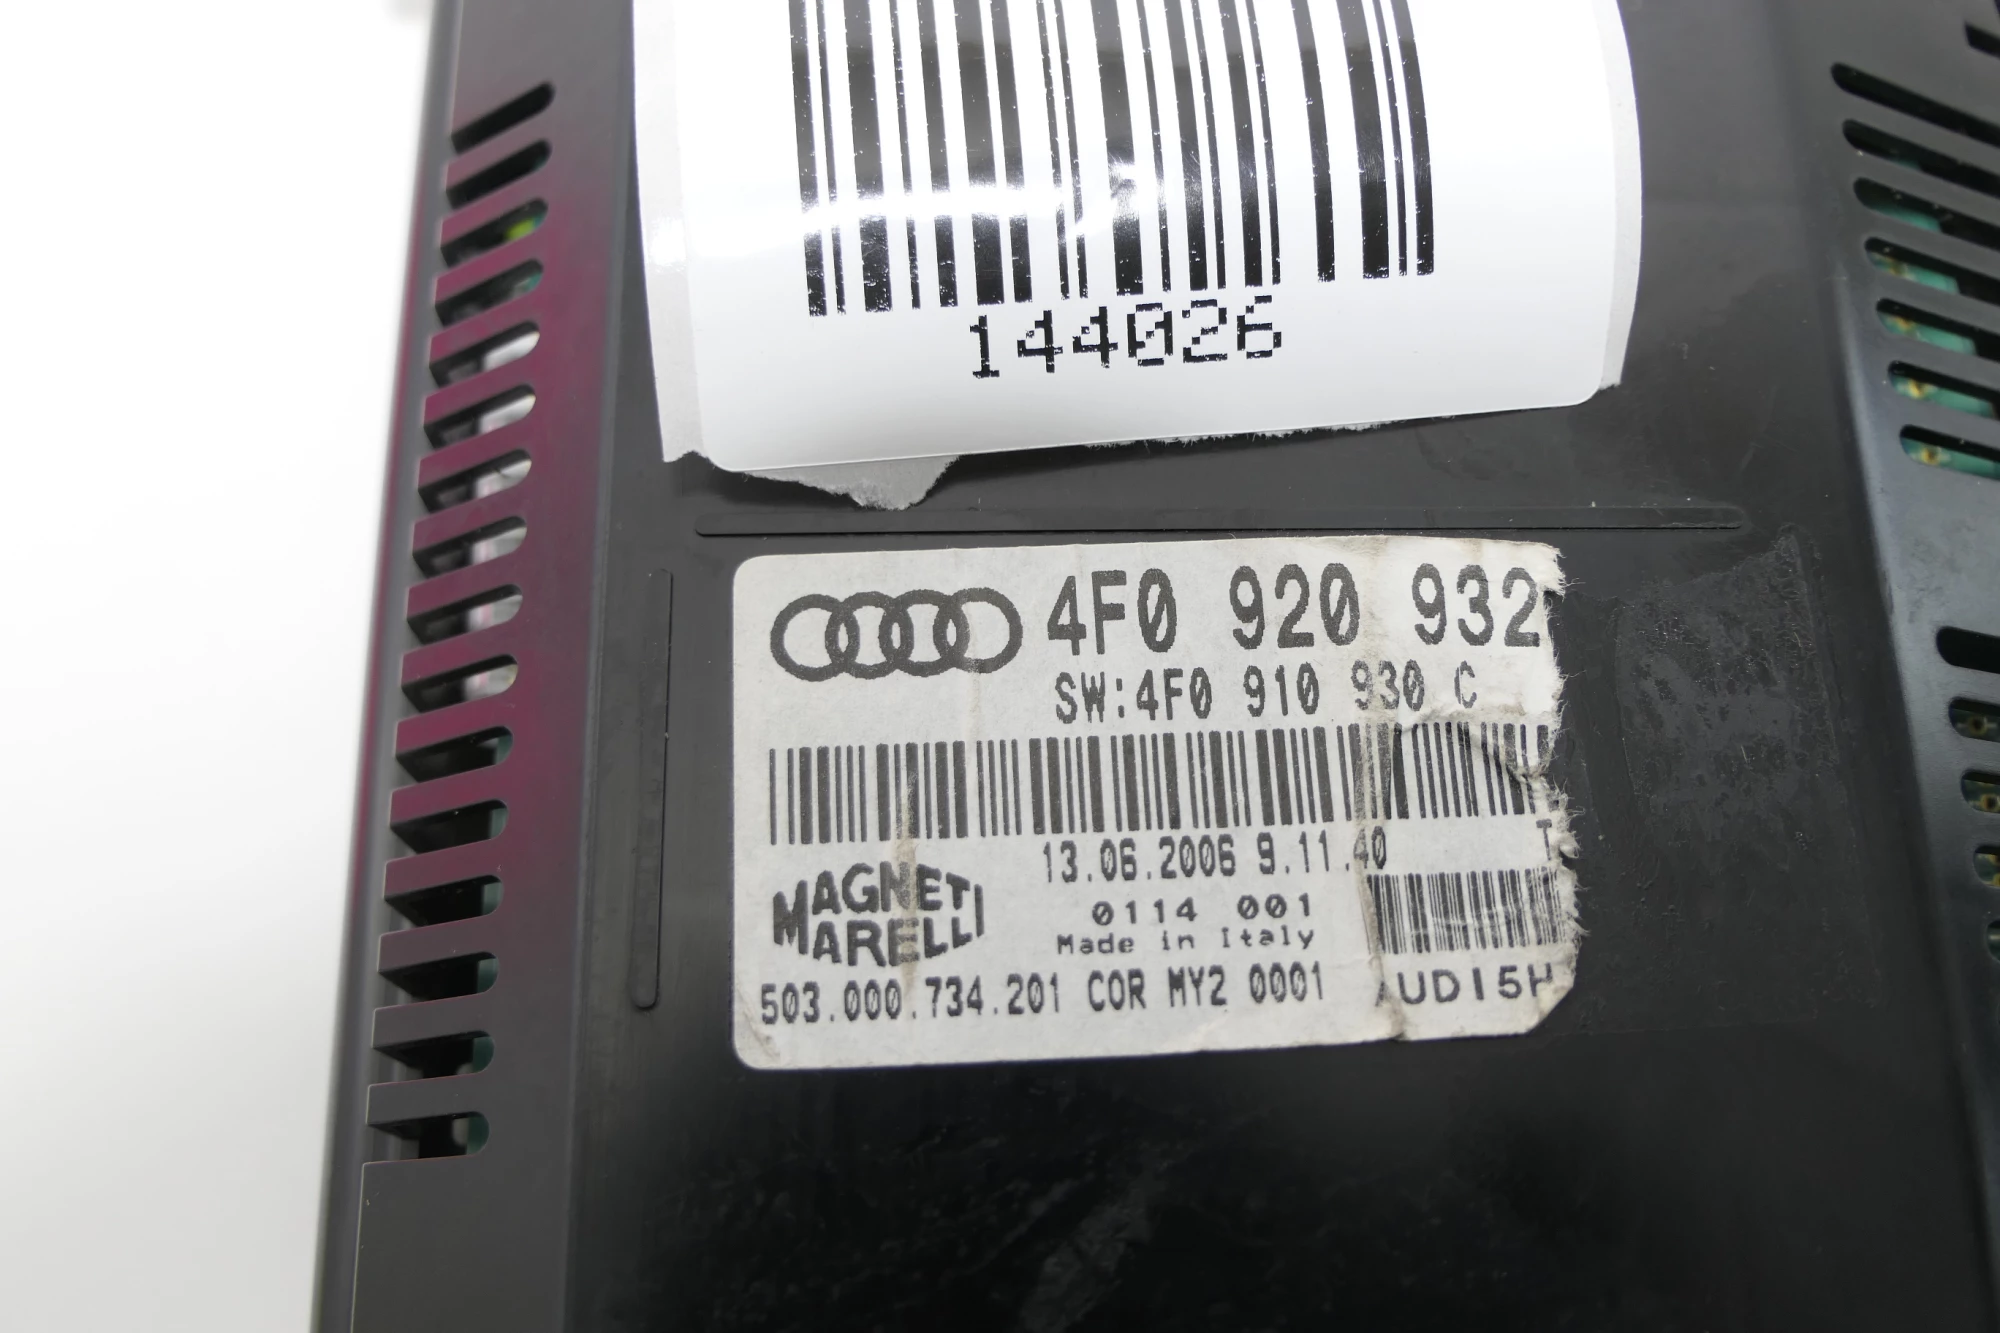 144026
4F0 920 932
SW:4F0 910 930 C
13.06.2006 9.11.40
T
0114 001
Made in Italy
MAGNETI
MARELLI
503.000.734.201 COR MY2 0001
AUDI5H